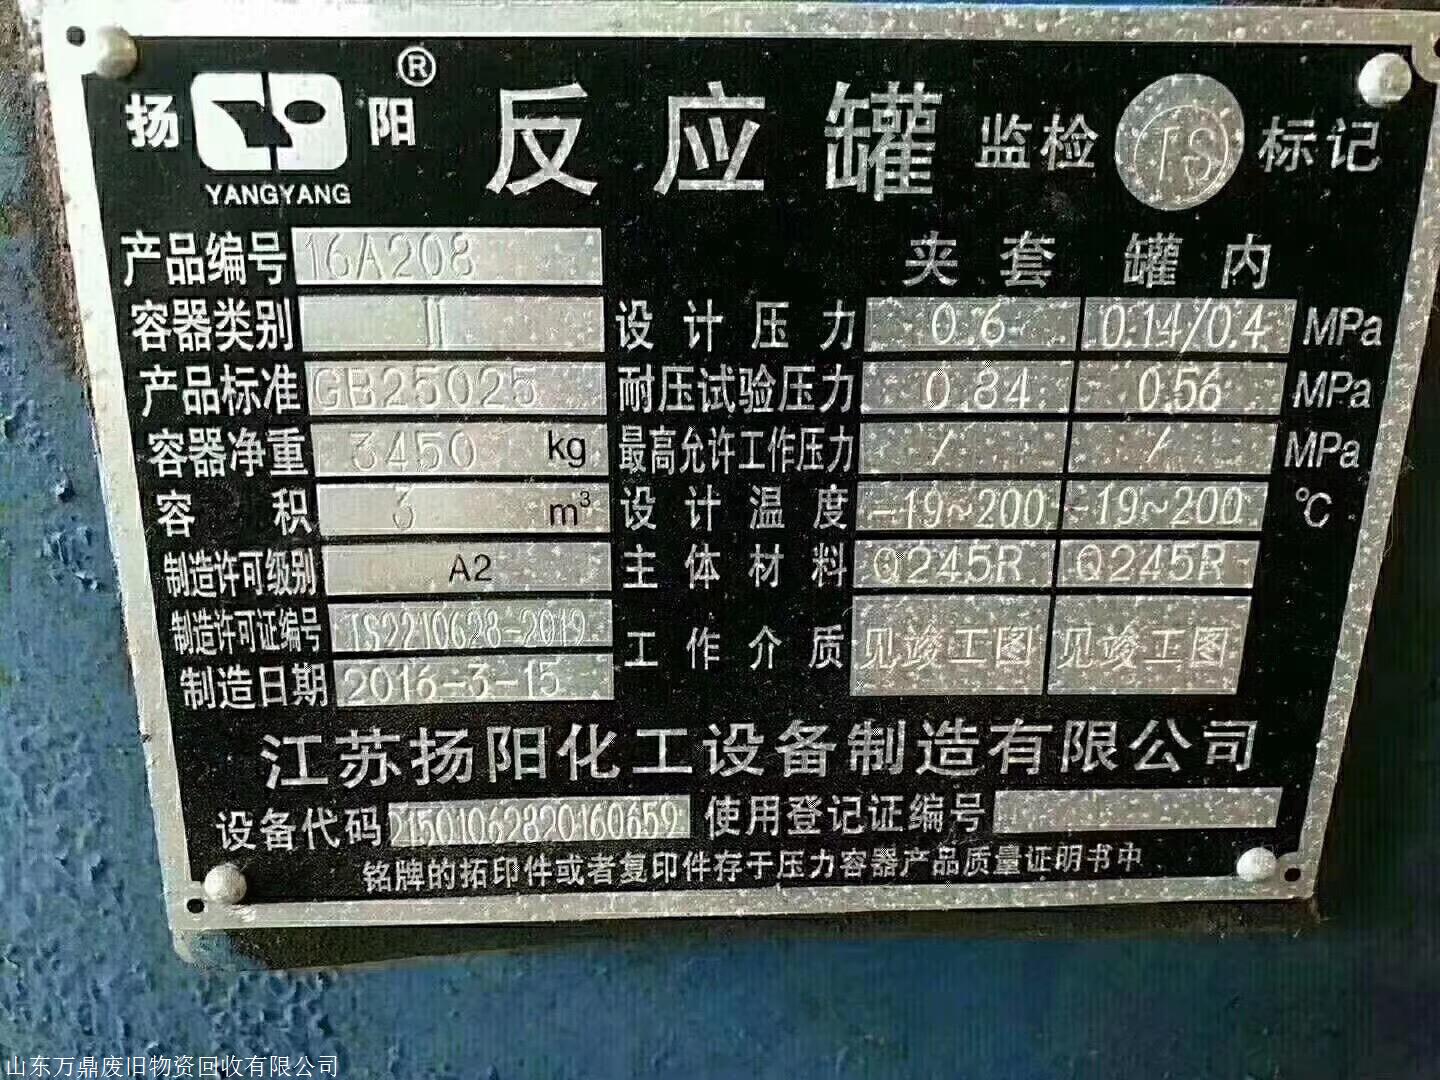 扬 阳 ® 反应罐 监检 TS 标记
YANGYANG
产品编号 16A208 夹套 罐内
容器类别 Ⅱ 设计压力 0.6 0.14/0.4 MPa
产品标准 GB25025 耐压试验压力 0.84 0.56 MPa
容器净重 3450 kg 最高允许工作压力 / / MPa
容积 3 m³ 设计温度 -19~200 -19~200 ℃
制造许可级别 A2 主体材料 Q245R Q245R
制造许可证编号 TS2210628-2019 工作介质 见竣工图 见竣工图
制造日期 2016-3-15
江苏扬阳化工设备制造有限公司
设备代码 21501062820160659 使用登记证编号
铭牌的拓印件或者复印件存于压力容器产品质量证明书中
山东万鼎废旧物资回收有限公司